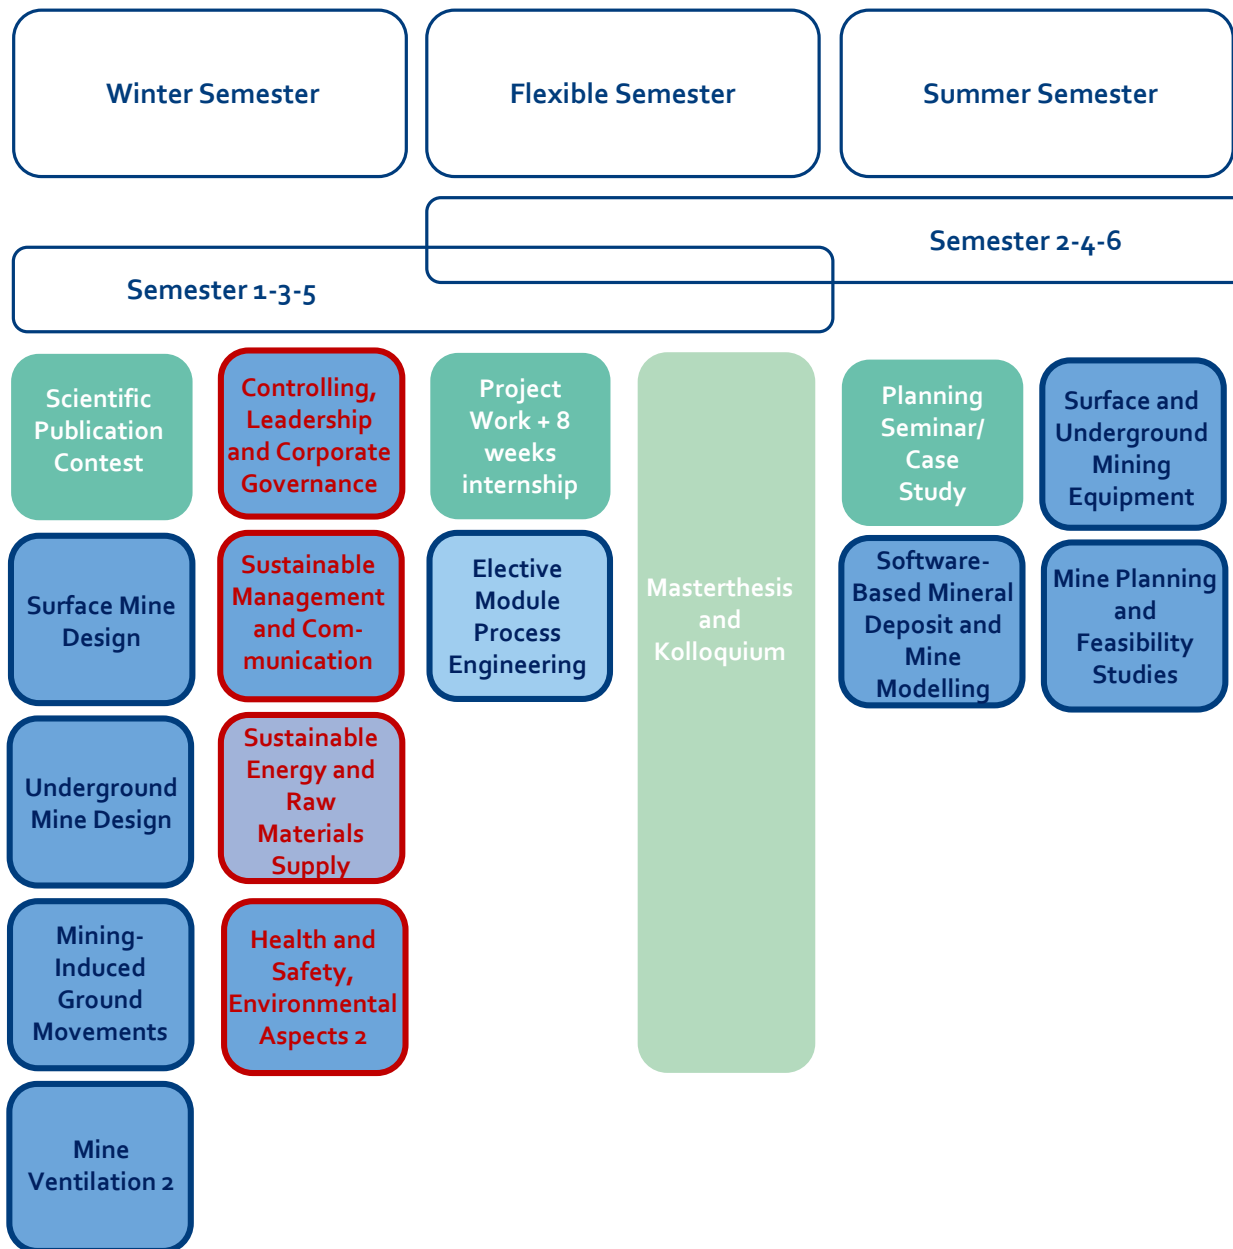 Winter Semester
Flexible Semester
Summer Semester
Semester 2-4-6
Semester 1-3-5
Scientific
Publication
Contest
Controlling,
Leadership
and Corporate
Governance
Project
Work + 8
weeks
internship
Masterthesis
and
Kolloquium
Planning
Seminar/
Case
Study
Surface and
Underground
Mining
Equipment
Surface Mine
Design
Sustainable
Management
and Com-
munication
Elective
Module
Process
Engineering
Software-
Based Mineral
Deposit and
Mine
Modelling
Mine Planning
and
Feasibility
Studies
Underground
Mine Design
Sustainable
Energy and
Raw
Materials
Supply
Mining-
Induced
Ground
Movements
Health and
Safety,
Environmental
Aspects 2
Mine
Ventilation 2